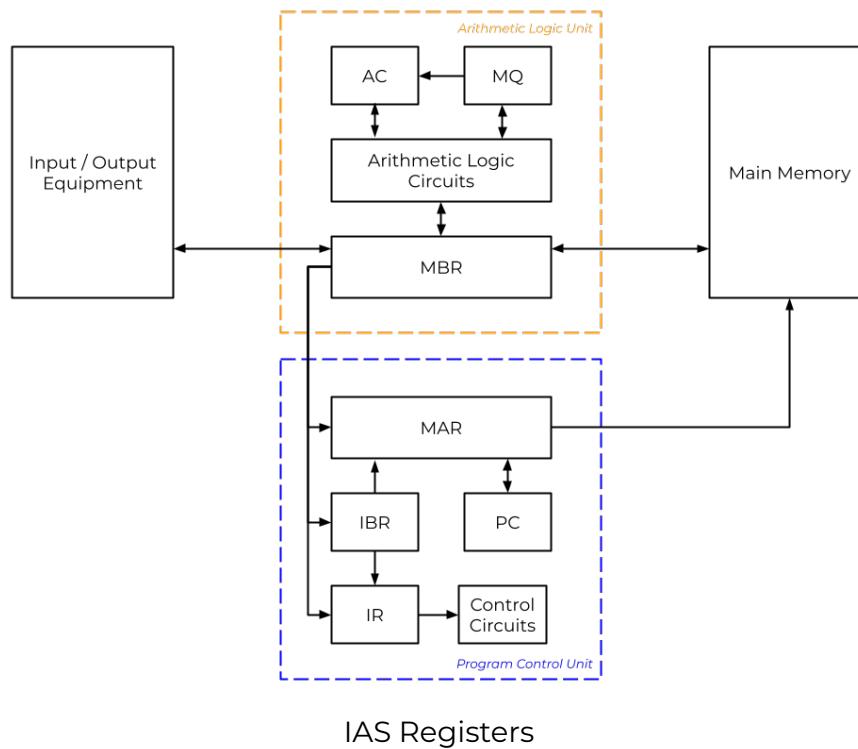 Arithmetic Logic Unit
AC
MQ
Input / Output
Equipment
Arithmetic Logic
Circuits
Main Memory
MBR
MAR
IBR
PC
IR
Control
Circuits
Program Control Unit
IAS Registers